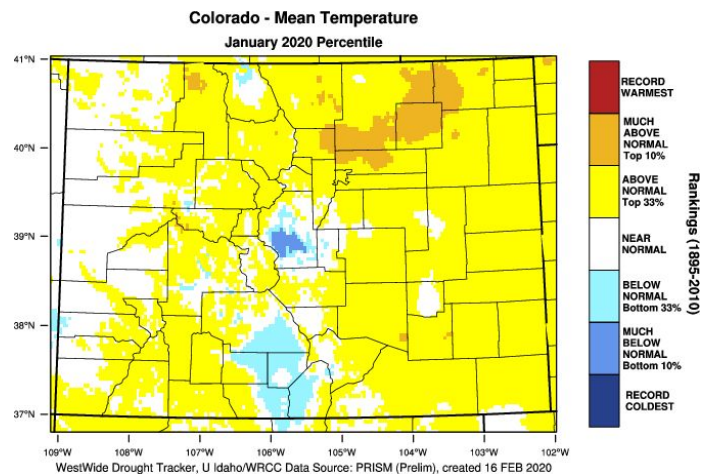 Colorado - Mean Temperature
January 2020 Percentile
41°N
40°N
39°N
38°N
37°N
109°W
108°W
107°W
106°W
105°W
104°W
103°W
102°W
RECORD
WARMEST
MUCH
ABOVE
NORMAL
Top 10%
ABOVE
NORMAL
Top 33%
NEAR
NORMAL
BELOW
NORMAL
Bottom 33%
MUCH
BELOW
NORMAL
Bottom 10%
RECORD
COLDEST
Rankings (1895-2010)
WestWide Drought Tracker, U Idaho/WRCC Data Source: PRISM (Prelim), created 16 FEB 2020